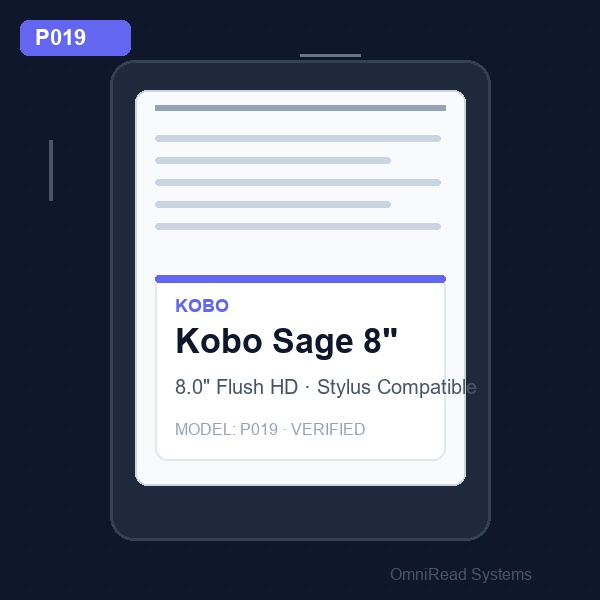 P019
KOBO
Kobo Sage 8"
8.0" Flush HD · Stylus Compatible
MODEL: P019 · VERIFIED
OmniRead Systems